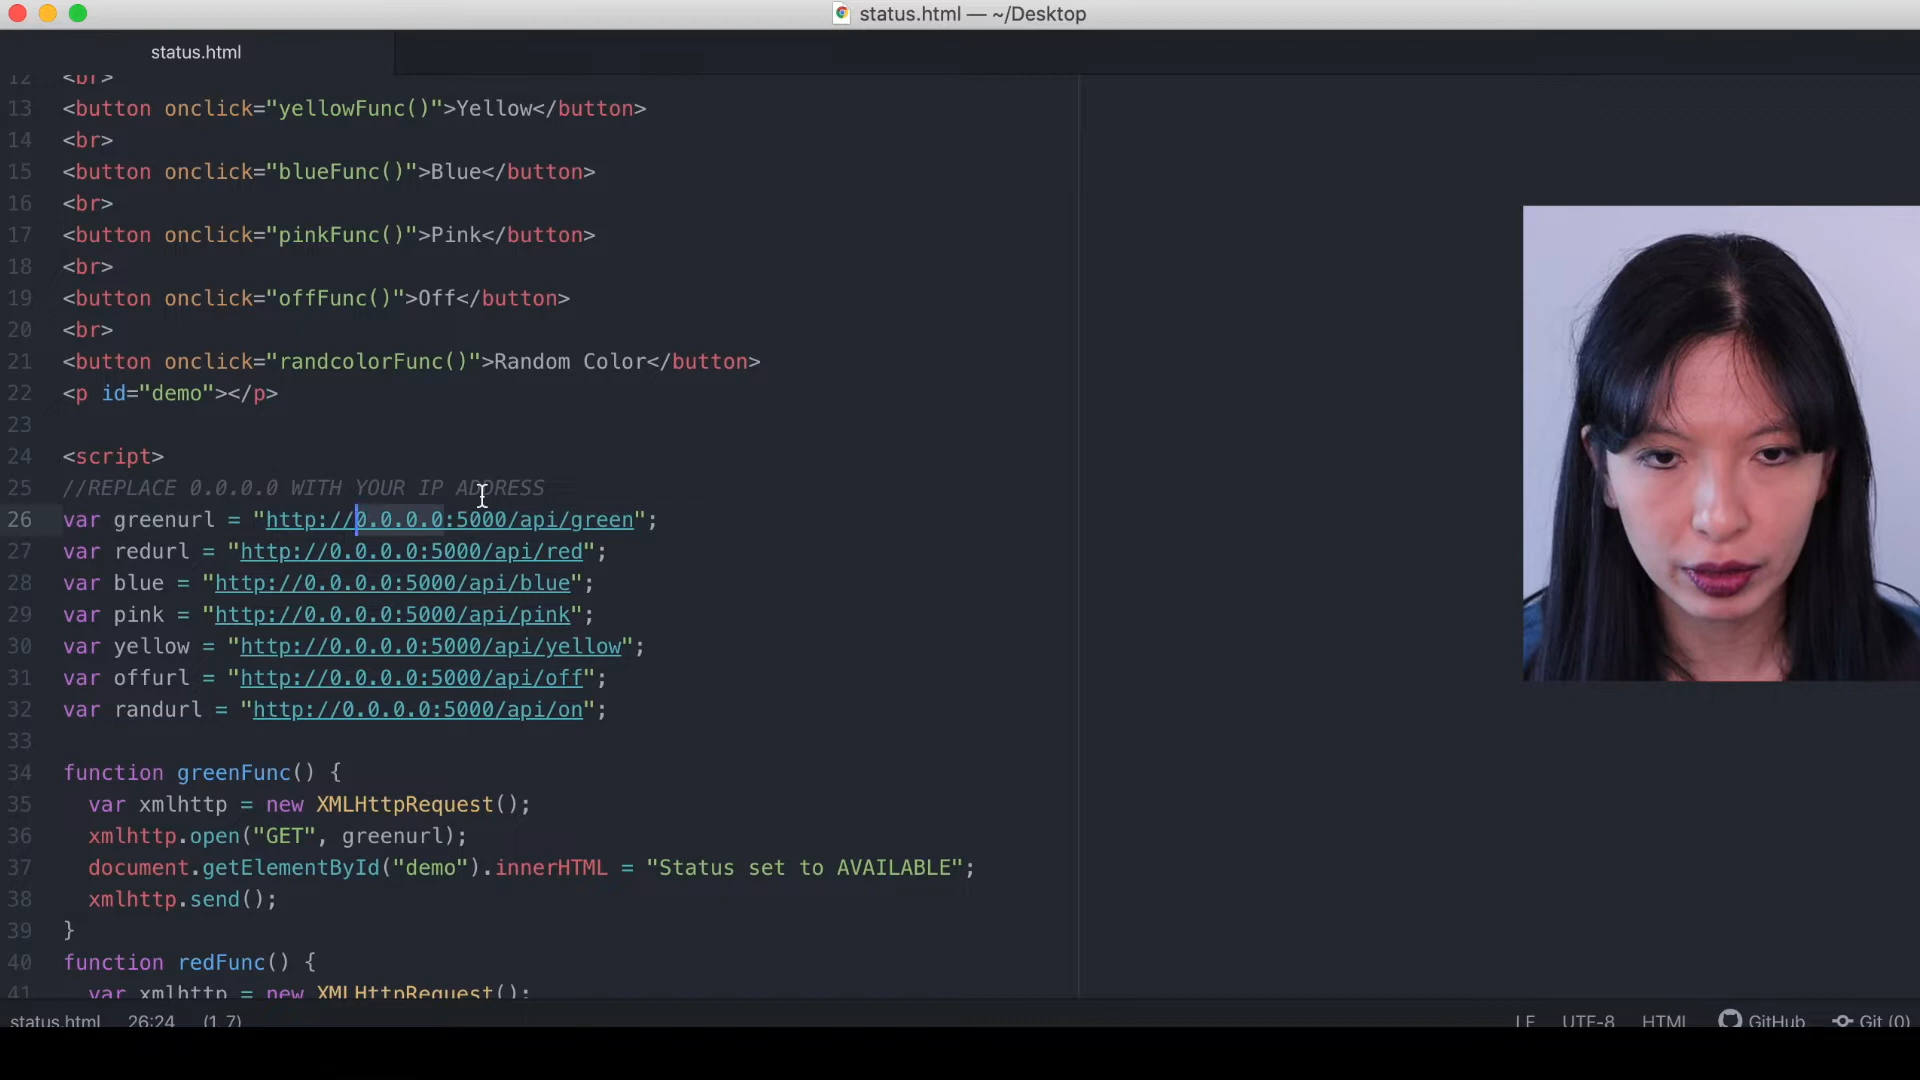 status.html — ~/Desktop
status.html
12 <br>
13 <button onclick="yellowFunc()">Yellow</button>
14 <br>
15 <button onclick="blueFunc()">Blue</button>
16 <br>
17 <button onclick="pinkFunc()">Pink</button>
18 <br>
19 <button onclick="offFunc()">Off</button>
20 <br>
21 <button onclick="randcolorFunc()">Random Color</button>
22 <p id="demo"></p>
23
24 <script>
25 //REPLACE 0.0.0.0 WITH YOUR IP ADDRESS
26 var greenurl = "http://0.0.0.0:5000/api/green";
27 var redurl = "http://0.0.0.0:5000/api/red";
28 var blue = "http://0.0.0.0:5000/api/blue";
29 var pink = "http://0.0.0.0:5000/api/pink";
30 var yellow = "http://0.0.0.0:5000/api/yellow";
31 var offurl = "http://0.0.0.0:5000/api/off";
32 var randurl = "http://0.0.0.0:5000/api/on";
33
34 function greenFunc() {
35 var xmlhttp = new XMLHttpRequest();
36 xmlhttp.open("GET", greenurl);
37 document.getElementById("demo").innerHTML = "Status set to AVAILABLE";
38 xmlhttp.send();
39 }
40 function redFunc() {
41 var xmlhttp = new XMLHttpRequest();
status.html 26:24 (1, 7) LF UTF-8 HTML GitHub Git (0)